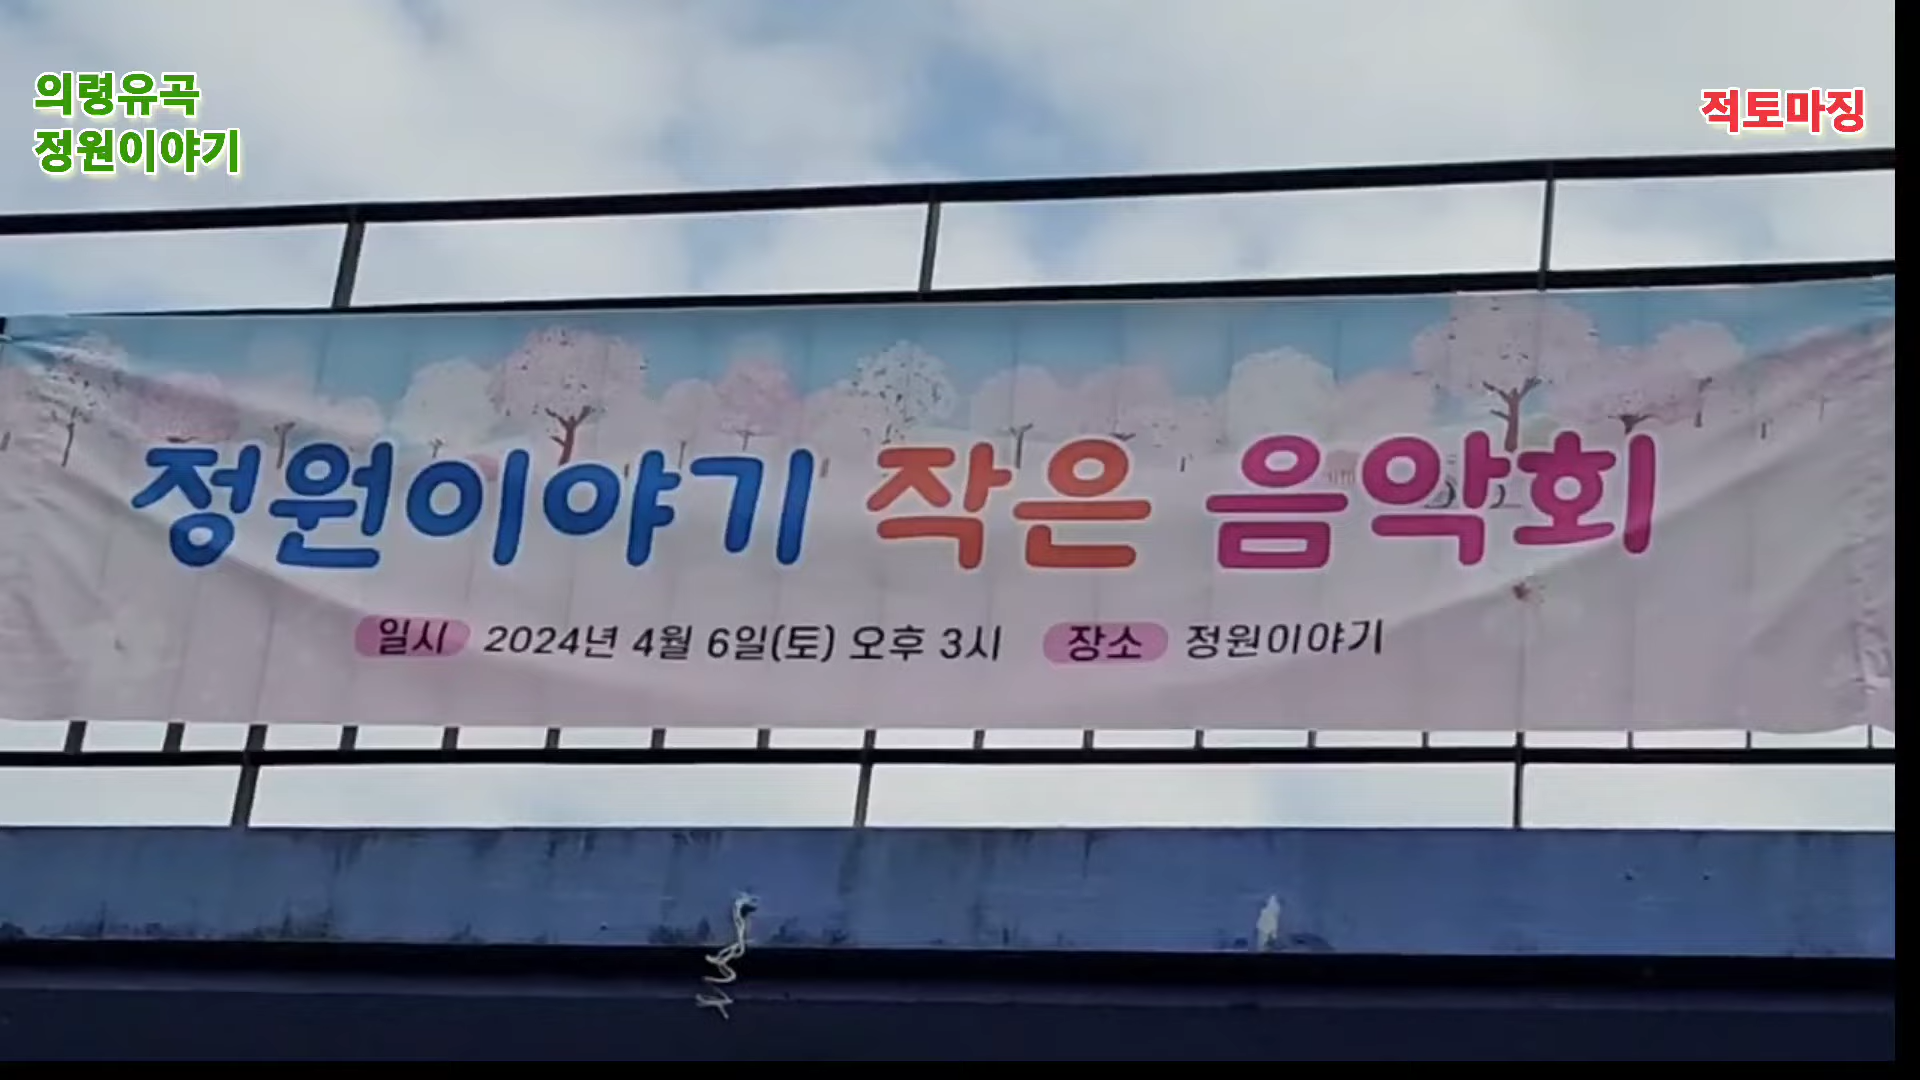 의령유곡
정원이야기
적토마징
정원이야기 작은 음악회
일시 2024년 4월 6일(토) 오후 3시 장소 정원이야기